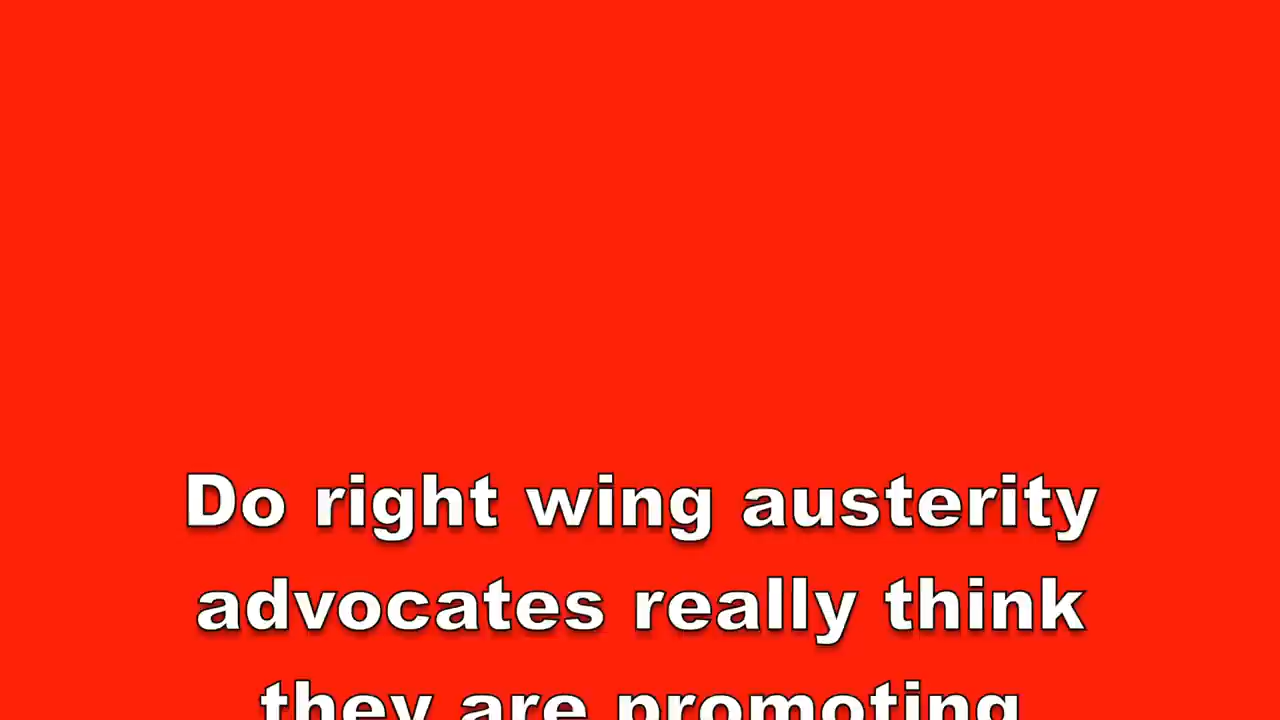 Do right wing austerity
advocates really think
they are promoting